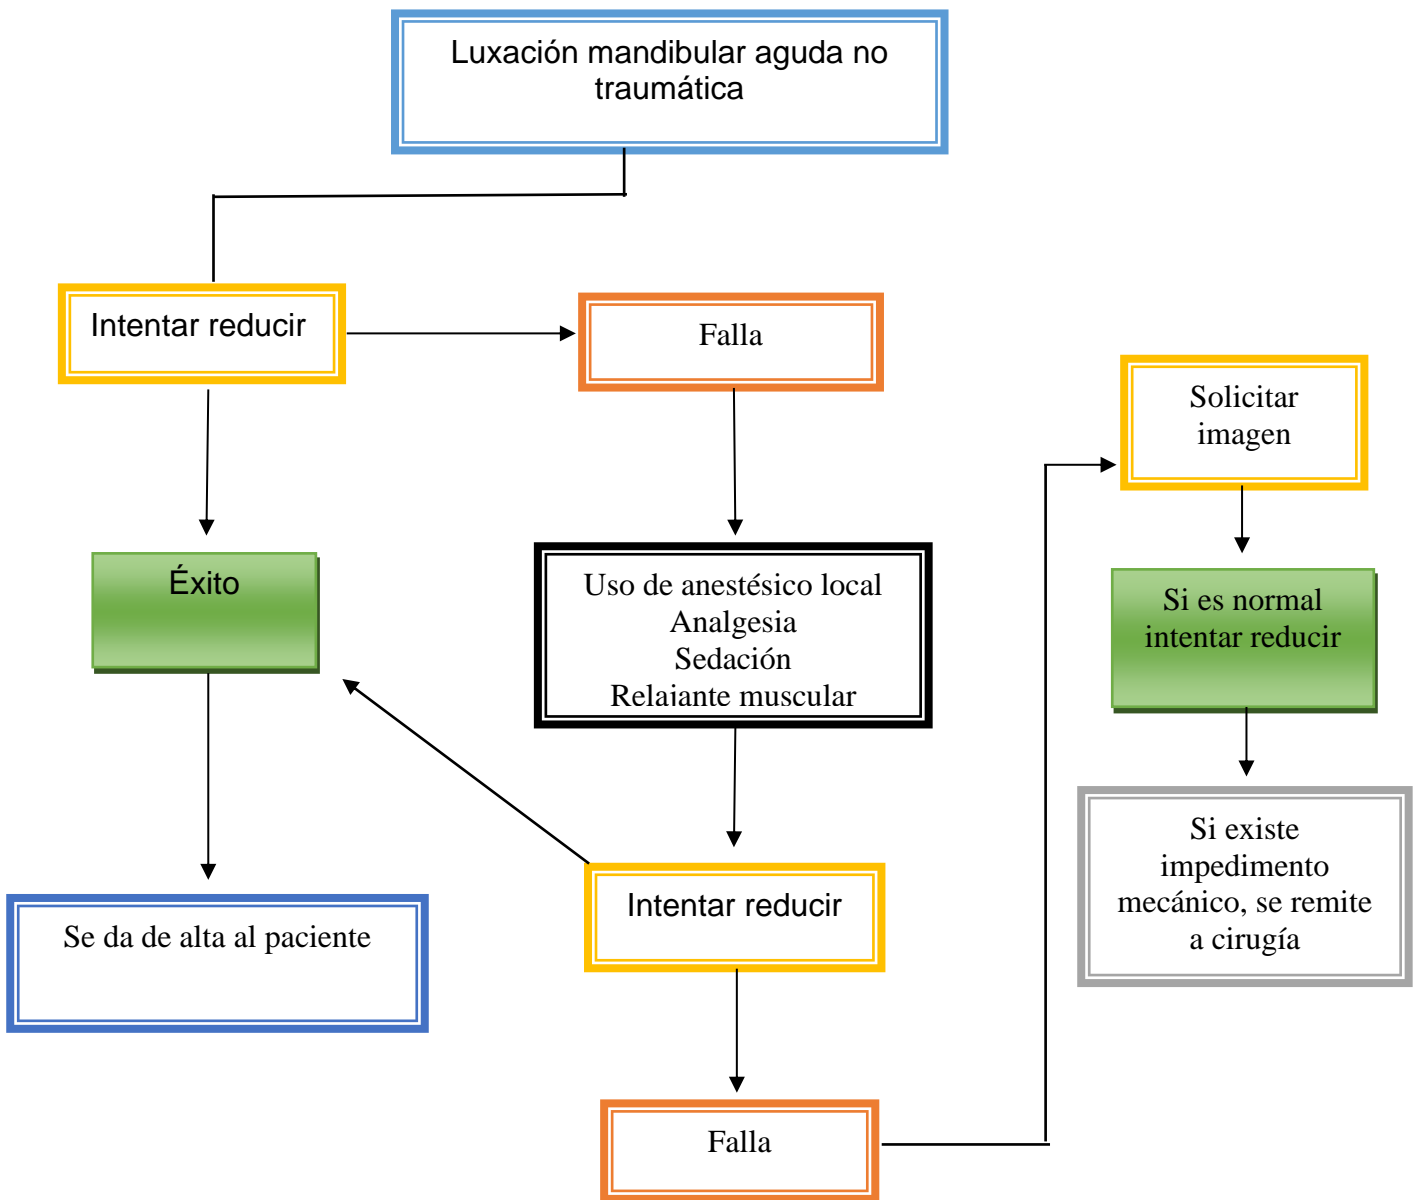 Luxación mandibular aguda no
traumática
Intentar reducir
Falla
Solicitar
imagen
Éxito
Uso de anestésico local
Analgesia
Sedación
Relaiante muscular
Si es normal
intentar reducir
Si existe
impedimento
mecánico, se remite
a cirugía
Intentar reducir
Se da de alta al paciente
Falla